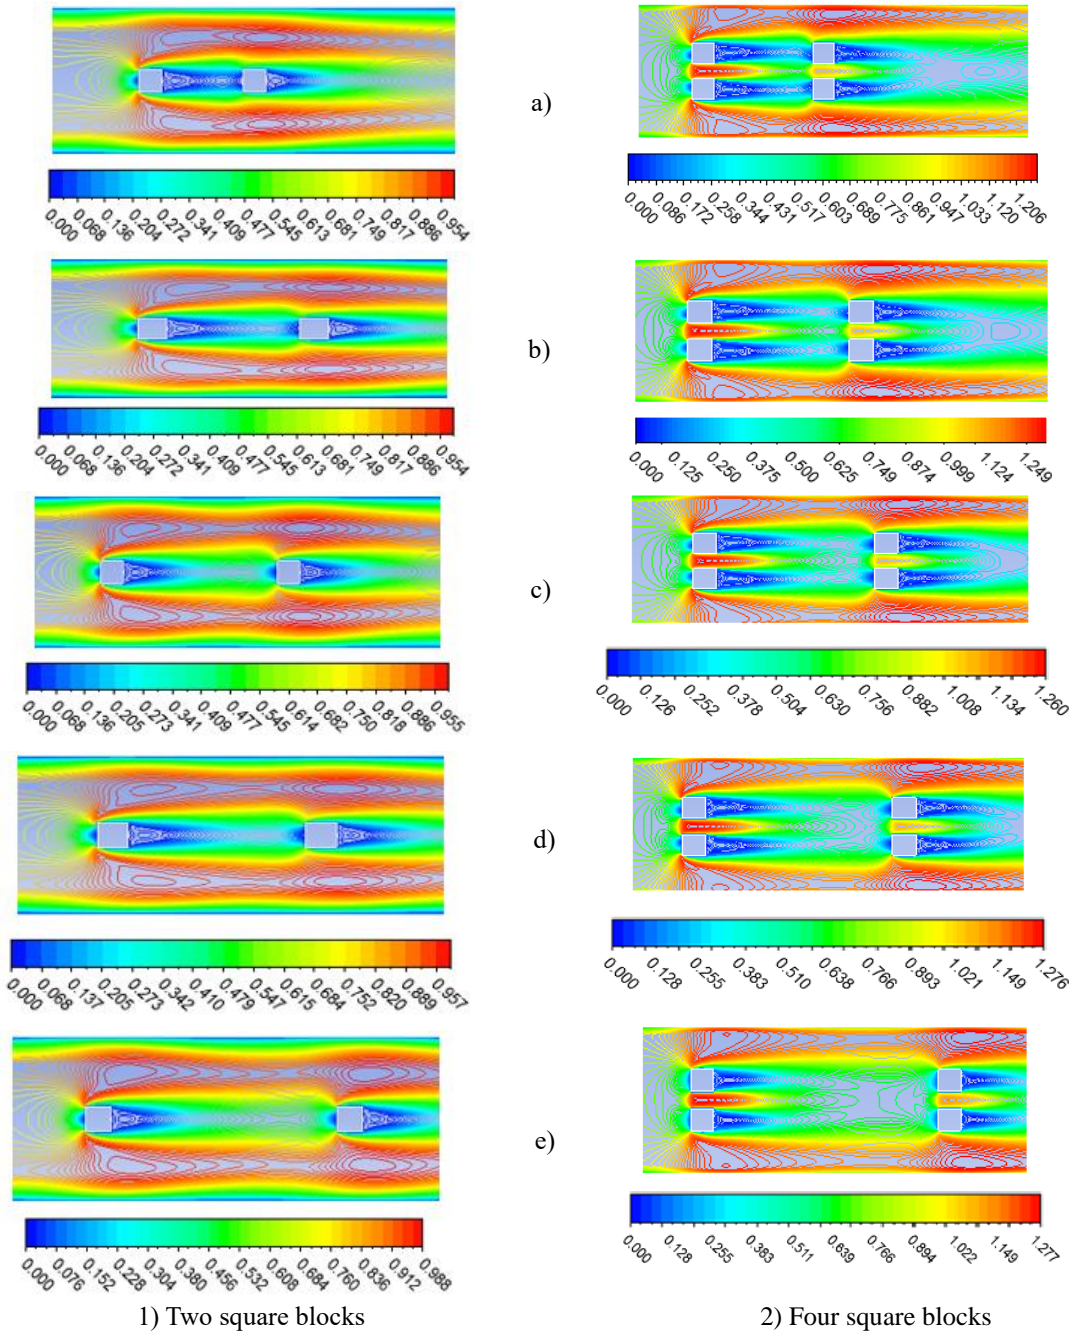 a)
0.000 0.068 0.136 0.204 0.272 0.341 0.409 0.477 0.545 0.613 0.681 0.749 0.817 0.886 0.954
0.000 0.086 0.172 0.258 0.344 0.431 0.517 0.603 0.689 0.775 0.861 0.947 1.033 1.120 1.206
b)
0.000 0.068 0.136 0.204 0.272 0.341 0.409 0.477 0.545 0.613 0.681 0.749 0.817 0.886 0.954
0.000 0.125 0.250 0.375 0.500 0.625 0.749 0.874 0.999 1.124 1.249
c)
0.000 0.068 0.136 0.205 0.273 0.341 0.409 0.477 0.545 0.614 0.682 0.750 0.818 0.886 0.955
0.000 0.126 0.252 0.378 0.504 0.630 0.756 0.882 1.008 1.134 1.260
d)
0.000 0.068 0.137 0.205 0.273 0.342 0.410 0.479 0.547 0.615 0.684 0.752 0.820 0.889 0.957
0.000 0.128 0.255 0.383 0.510 0.638 0.766 0.893 1.021 1.149 1.276
e)
0.000 0.076 0.152 0.228 0.304 0.380 0.456 0.532 0.608 0.684 0.760 0.836 0.912 0.988
0.000 0.128 0.255 0.383 0.511 0.639 0.766 0.894 1.022 1.149 1.277
1) Two square blocks
2) Four square blocks